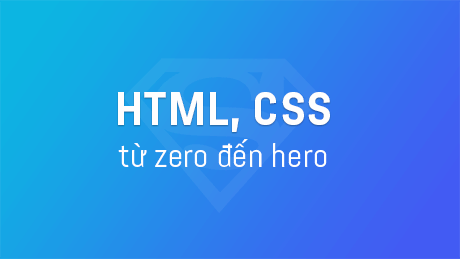 HTML, CSS
từ zero đến hero